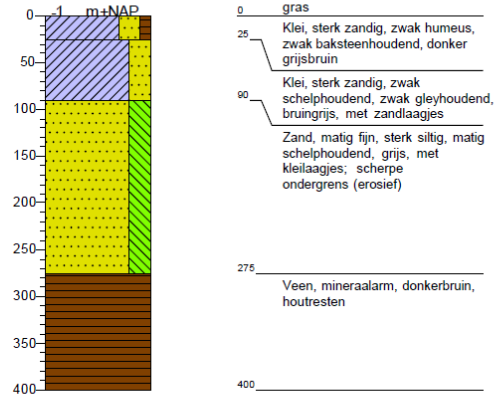 -1 m+NAP
0
50
100
150
200
250
300
350
400
0 gras
Klei, sterk zandig, zwak humeus,
25 zwak baksteenhoudend, donker
grijsbruin
Klei, sterk zandig, zwak
90 schelphoudend, zwak gleyhoudend,
bruingrijs, met zandlaagjes
Zand, matig fijn, sterk siltig, matig
schelphoudend, grijs, met
kleilaagjes; scherpe
ondergrens (erosief)
275
Veen, mineraalarm, donkerbruin,
houtresten
400